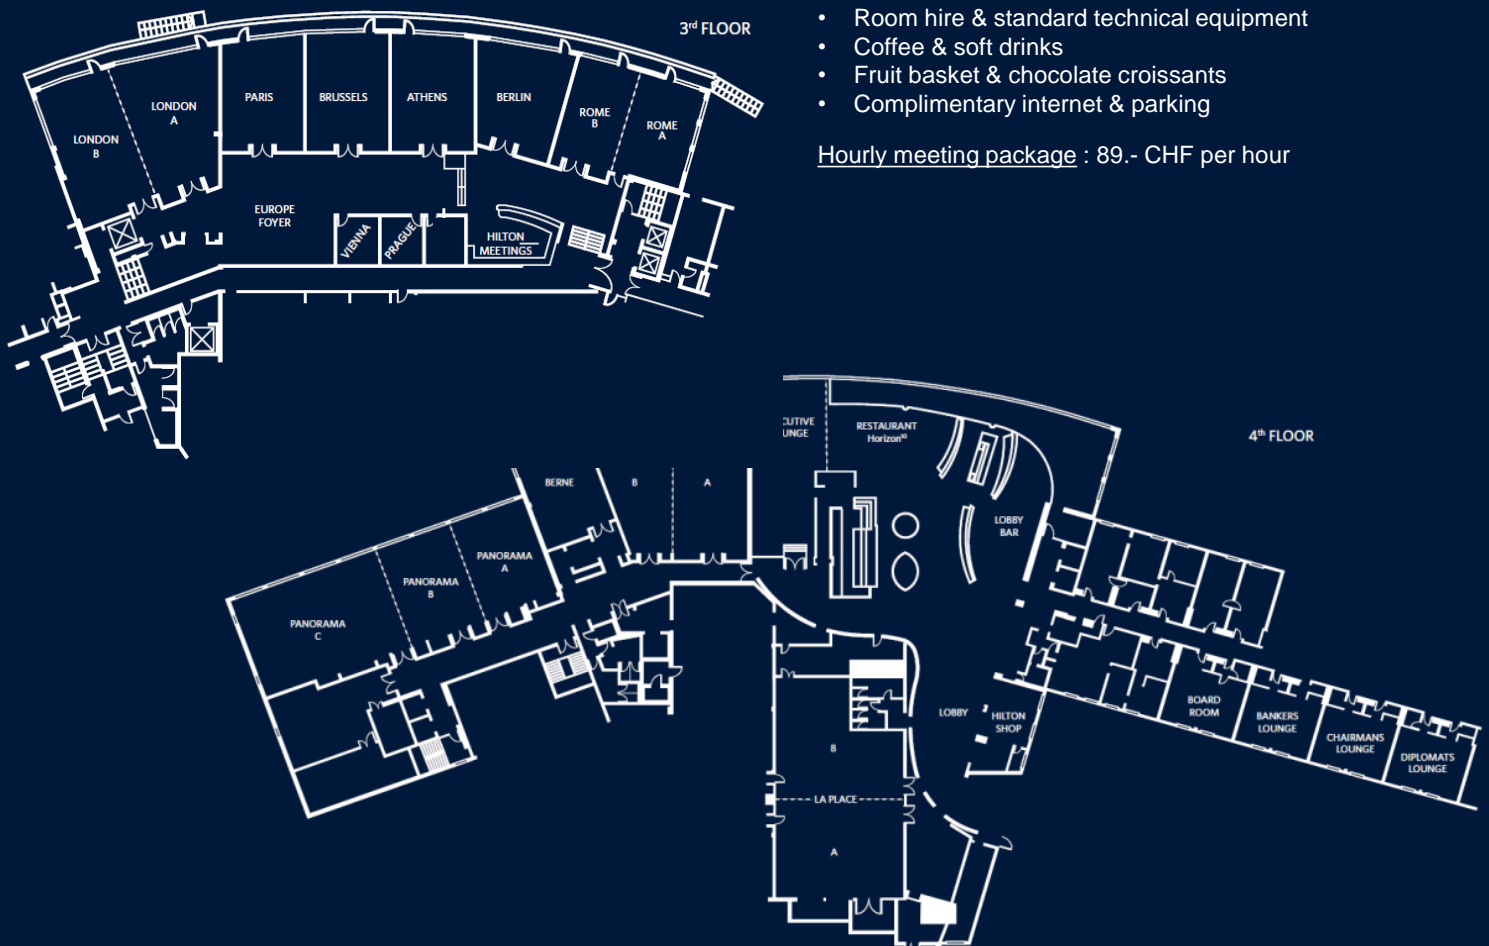 • Room hire & standard technical equipment
• Coffee & soft drinks
• Fruit basket & chocolate croissants
• Complimentary internet & parking
Hourly meeting package : 89.- CHF per hour
3rd FLOOR
LONDON
B
LONDON
A
PARIS
BRUSSELS
ATHENS
BERLIN
ROME
B
ROME
A
EUROPE
FOYER
VIENNA
PRAGUE
HILTON
MEETINGS
4th FLOOR
CUTIVE
UNGE
RESTAURANT
Horizon10
LOBBY
BAR
BERNE
B
A
PANORAMA
A
PANORAMA
B
PANORAMA
C
LOBBY
HILTON
SHOP
BOARD
ROOM
BANKERS
LOUNGE
CHAIRMANS
LOUNGE
DIPLOMATS
LOUNGE
B
LA PLACE
A